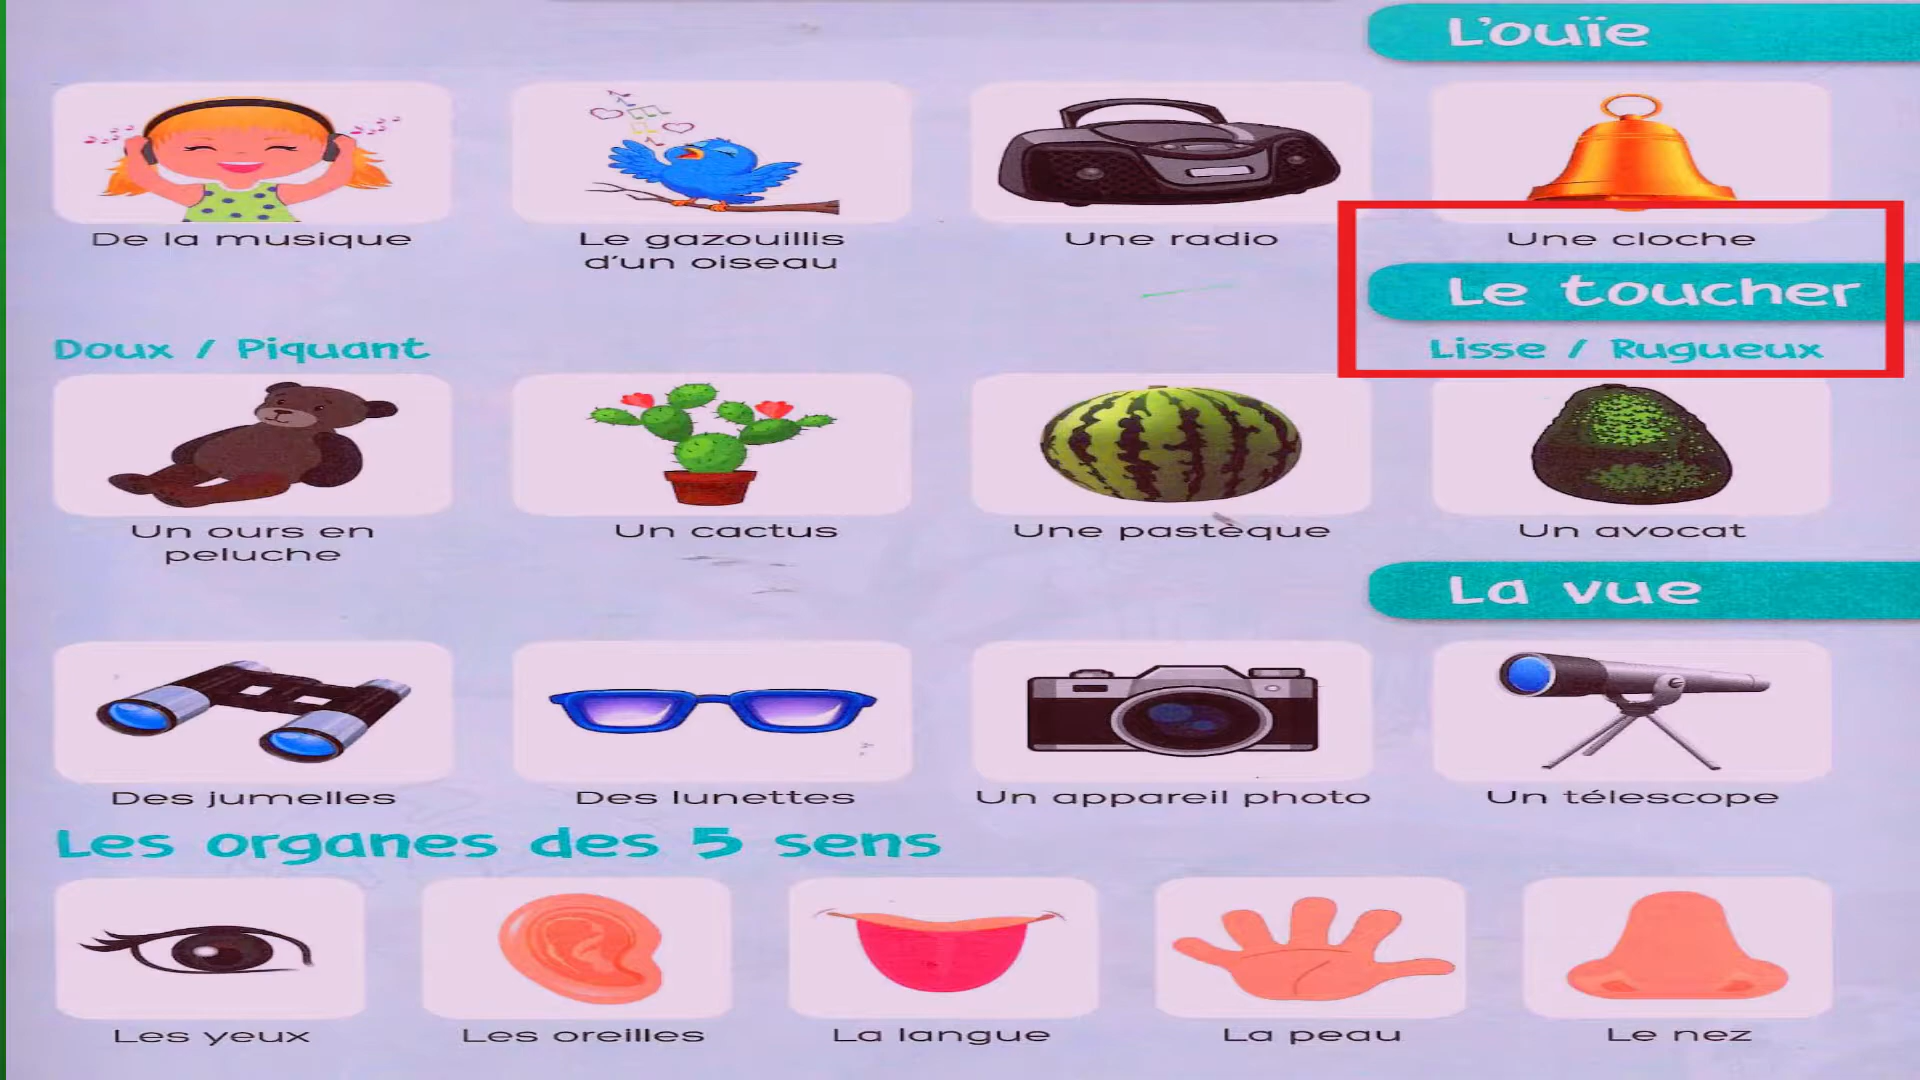 L'ouïe
De la musique
Le gazouillis
d'un oiseau
Une radio
Une cloche
Le toucher
Doux / Piquant
Lisse / Rugueux
Un ours en
peluche
Un cactus
Une pastèque
Un avocat
La vue
Des jumelles
Des lunettes
Un appareil photo
Un télescope
Les organes des 5 sens
Les yeux
Les oreilles
La langue
La peau
Le nez